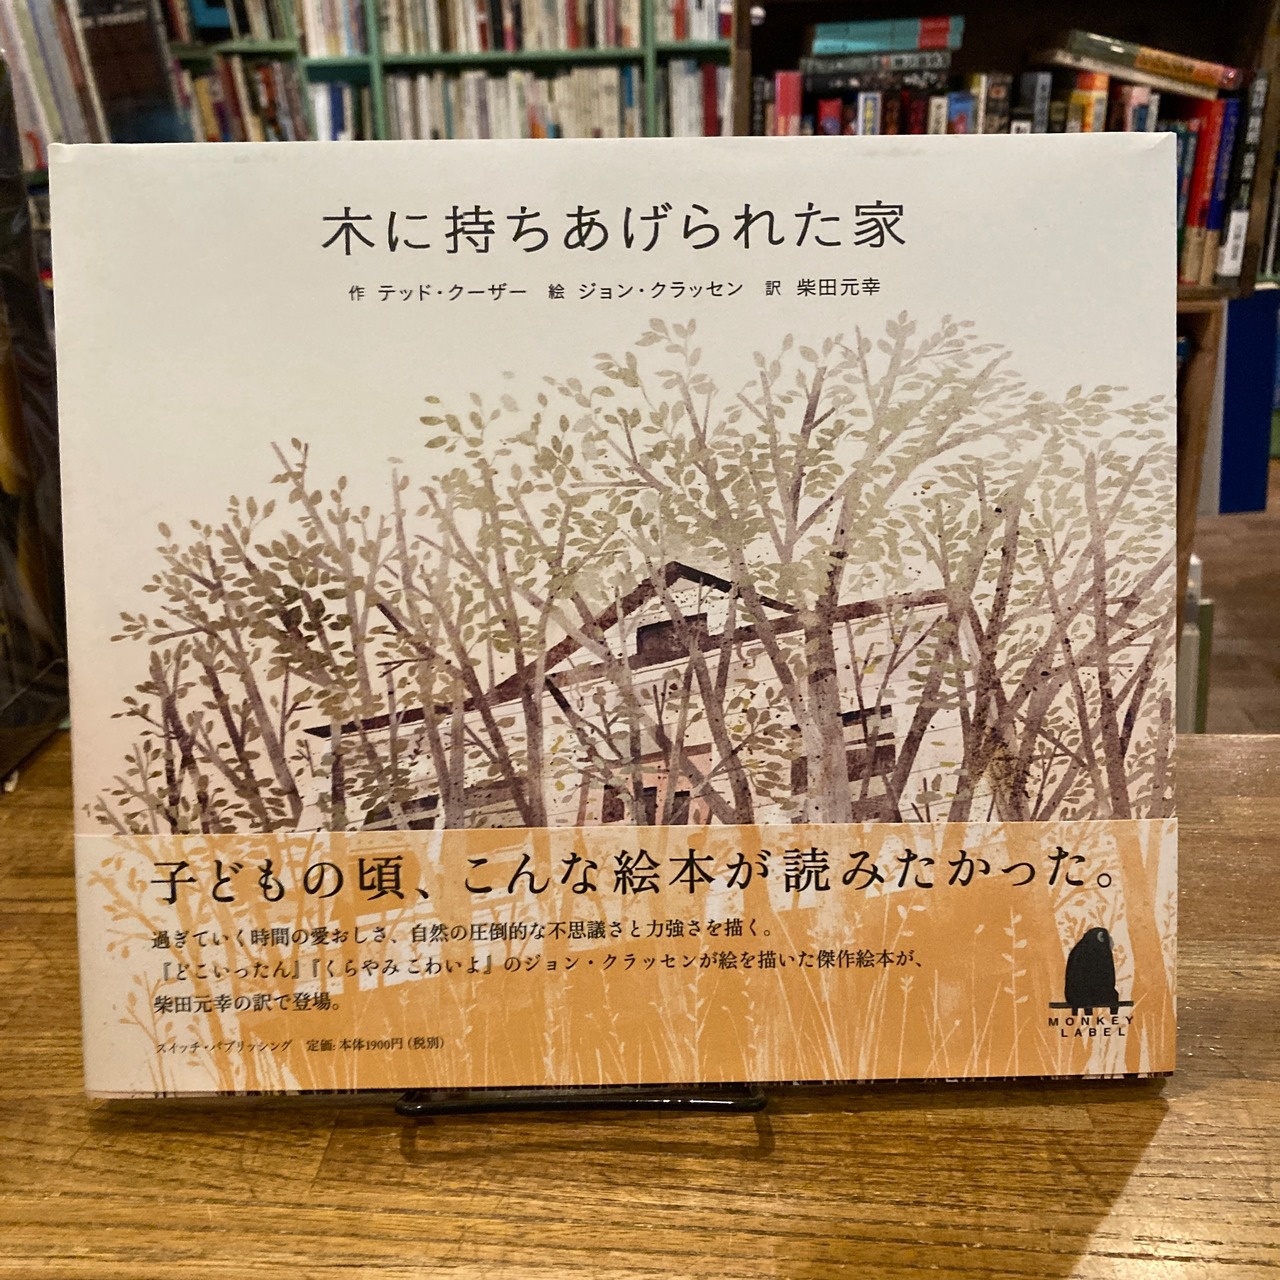 木に持ちあげられた家
作 テッド・クーザー 絵 ジョン・クラッセン 訳 柴田元幸
子どもの頃、こんな絵本が読みたかった。
過ぎていく時間の愛おしさ、自然の圧倒的な不思議さと力強さを描く。
『どこいったん』『くらやみ こわいよ』のジョン・クラッセンが絵を描いた傑作絵本が、
柴田元幸の訳で登場。
スイッチ・パブリッシング 定価: 本体1900円(税別)
MONKEY
LABEL